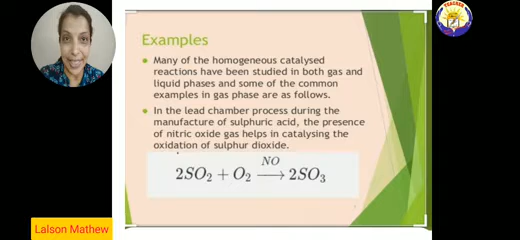 TEACHER
Examples
Many of the homogeneous catalysed
reactions have been studied in both gas and
liquid phases and some of the common
examples in gas phase are as follows.
In the lead chamber process during the
manufacture of sulphuric acid, the presence
of nitric oxide gas helps in catalysing the
oxidation of sulphur dioxide.
NO
2SO₂ + O₂ ⟶ 2SO₃
Lalson Mathew